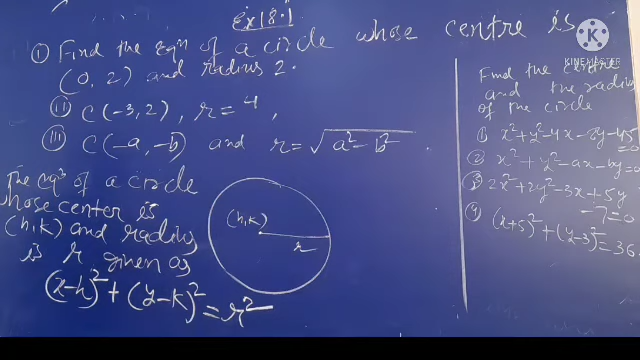 Ex 18.1
① Find the eqⁿ of a circle whose centre is
(0, 2) and radius 2.
ⅱ) C(-3, 2), r = 4,
ⅲ) C(-a, -b) and r = √(a² - b²).
The eqⁿ of a circle
whose center is
(h, k) and radius
is r given as
(x-h)² + (y-k)² = r²
(h, k)
r
Find the centre
and the radius
of the circle
① x²+y²-4x-8y-45=0
② x²+y²-ax-by=0
③ 2x²+2y²-3x+5y
-7=0
④ (x+5)²+(y-3)²=36
K
KINEMASTER